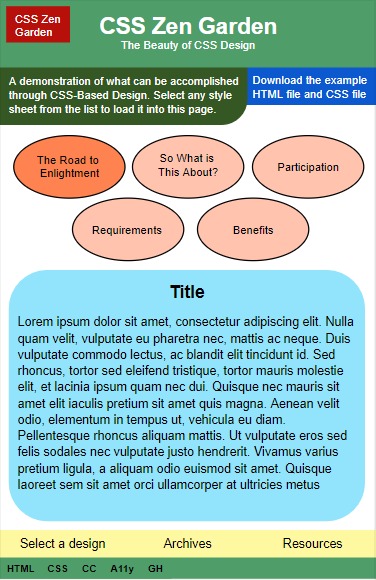 CSS Zen
Garden
CSS Zen Garden
The Beauty of CSS Design
A demonstration of what can be accomplished
through CSS-Based Design. Select any style
sheet from the list to load it into this page.
Download the example
HTML file and CSS file
The Road to
Enlightment
So What is
This About?
Participation
Requirements
Benefits
Title
Lorem ipsum dolor sit amet, consectetur adipiscing elit. Nulla
quam velit, vulputate eu pharetra nec, mattis ac neque. Duis
vulputate commodo lectus, ac blandit elit tincidunt id. Sed
rhoncus, tortor sed eleifend tristique, tortor mauris molestie
elit, et lacinia ipsum quam nec dui. Quisque nec mauris sit
amet elit iaculis pretium sit amet quis magna. Aenean velit
odio, elementum in tempus ut, vehicula eu diam.
Pellentesque rhoncus aliquam mattis. Ut vulputate eros sed
felis sodales nec vulputate justo hendrerit. Vivamus varius
pretium ligula, a aliquam odio euismod sit amet. Quisque
laoreet sem sit amet orci ullamcorper at ultricies metus
Select a design Archives Resources
HTML CSS CC A11y GH